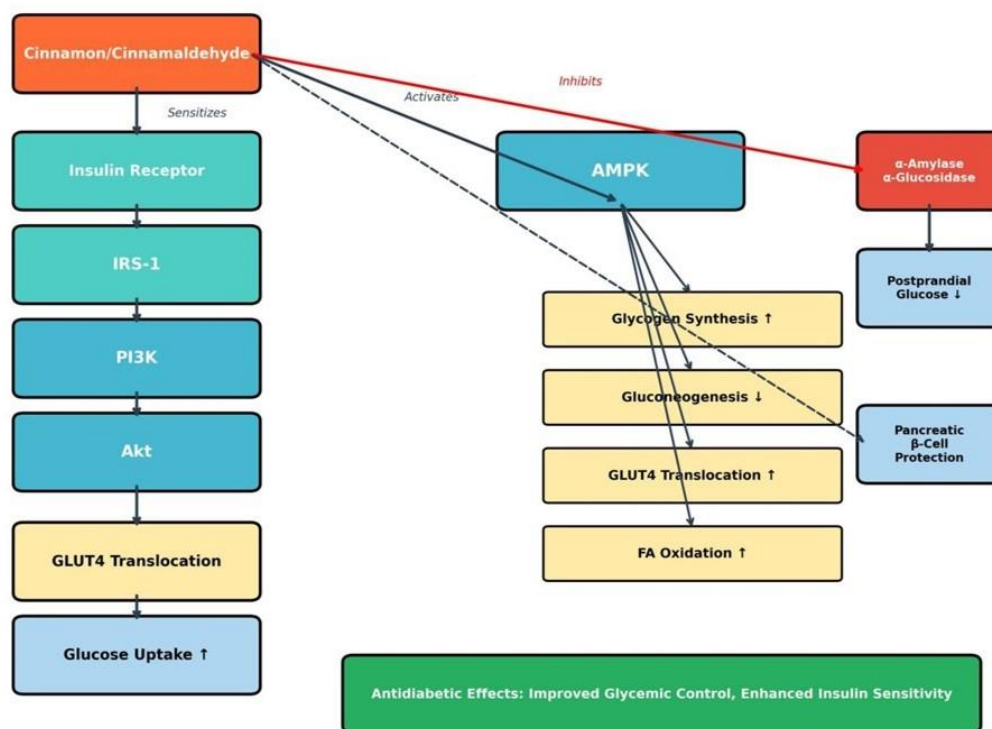 Cinnamon/Cinnamaldehyde
Inhibits
Activates
Sensitizes
Insulin Receptor
AMPK
α-Amylase
α-Glucosidase
IRS-1
Postprandial
Glucose ↓
Glycogen Synthesis ↑
PI3K
Gluconeogenesis ↓
Pancreatic
β-Cell
Protection
Akt
GLUT4 Translocation ↑
GLUT4 Translocation
FA Oxidation ↑
Glucose Uptake ↑
Antidiabetic Effects: Improved Glycemic Control, Enhanced Insulin Sensitivity